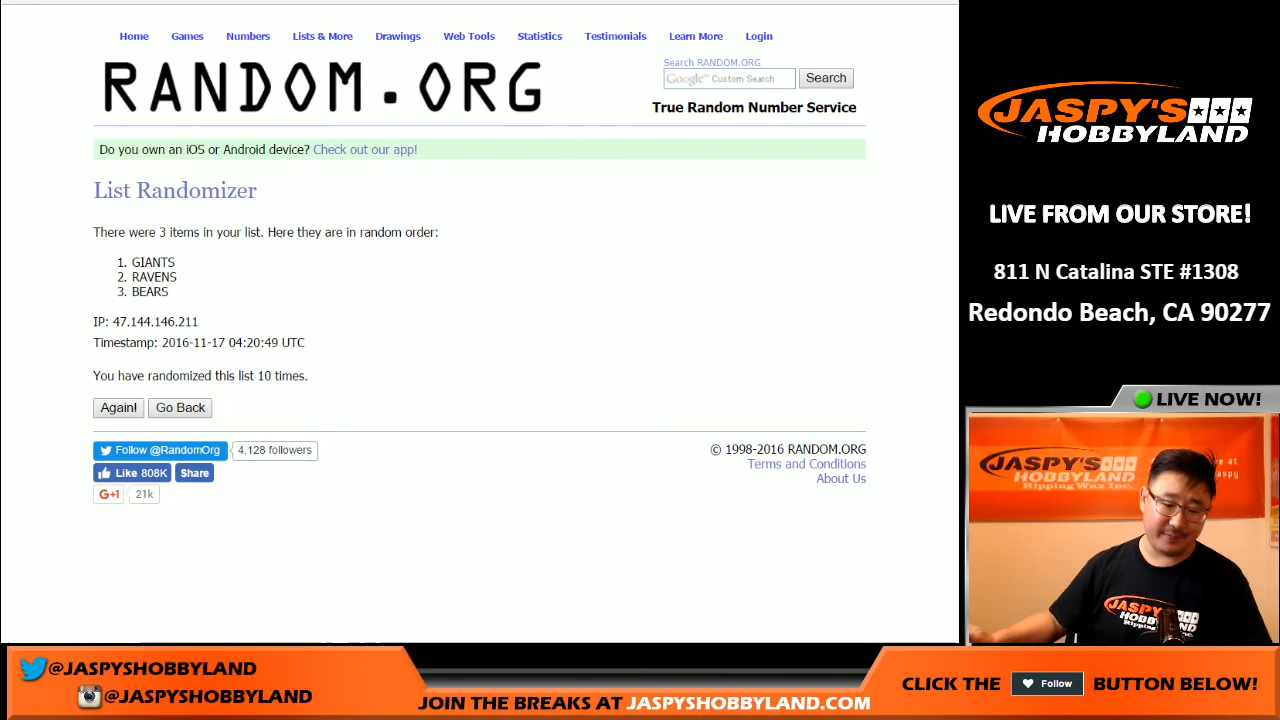 Home Games Numbers Lists & More Drawings Web Tools Statistics Testimonials Learn More Login
RANDOM.ORG
Search RANDOM.ORG
Google™ Custom Search Search
True Random Number Service
Do you own an iOS or Android device? Check out our app!
List Randomizer
There were 3 items in your list. Here they are in random order:
1. GIANTS
2. RAVENS
3. BEARS
IP: 47.144.146.211
Timestamp: 2016-11-17 04:20:49 UTC
You have randomized this list 10 times.
Again! Go Back
Follow @RandomOrg 4,128 followers
Like 808K Share
G+1 21k
© 1998-2016 RANDOM.ORG
Terms and Conditions
About Us
JASPY'S
HOBBYLAND
LIVE FROM OUR STORE!
811 N Catalina STE #1308
Redondo Beach, CA 90277
LIVE NOW!
JASPY'S
HOBBYLAND
Ripping Wax Inc.
JASPY'S
HOBBYLAND
@JASPYSHOBBYLAND
@JASPYSHOBBYLAND
JOIN THE BREAKS AT JASPYSHOBBYLAND.COM
CLICK THE Follow BUTTON BELOW!